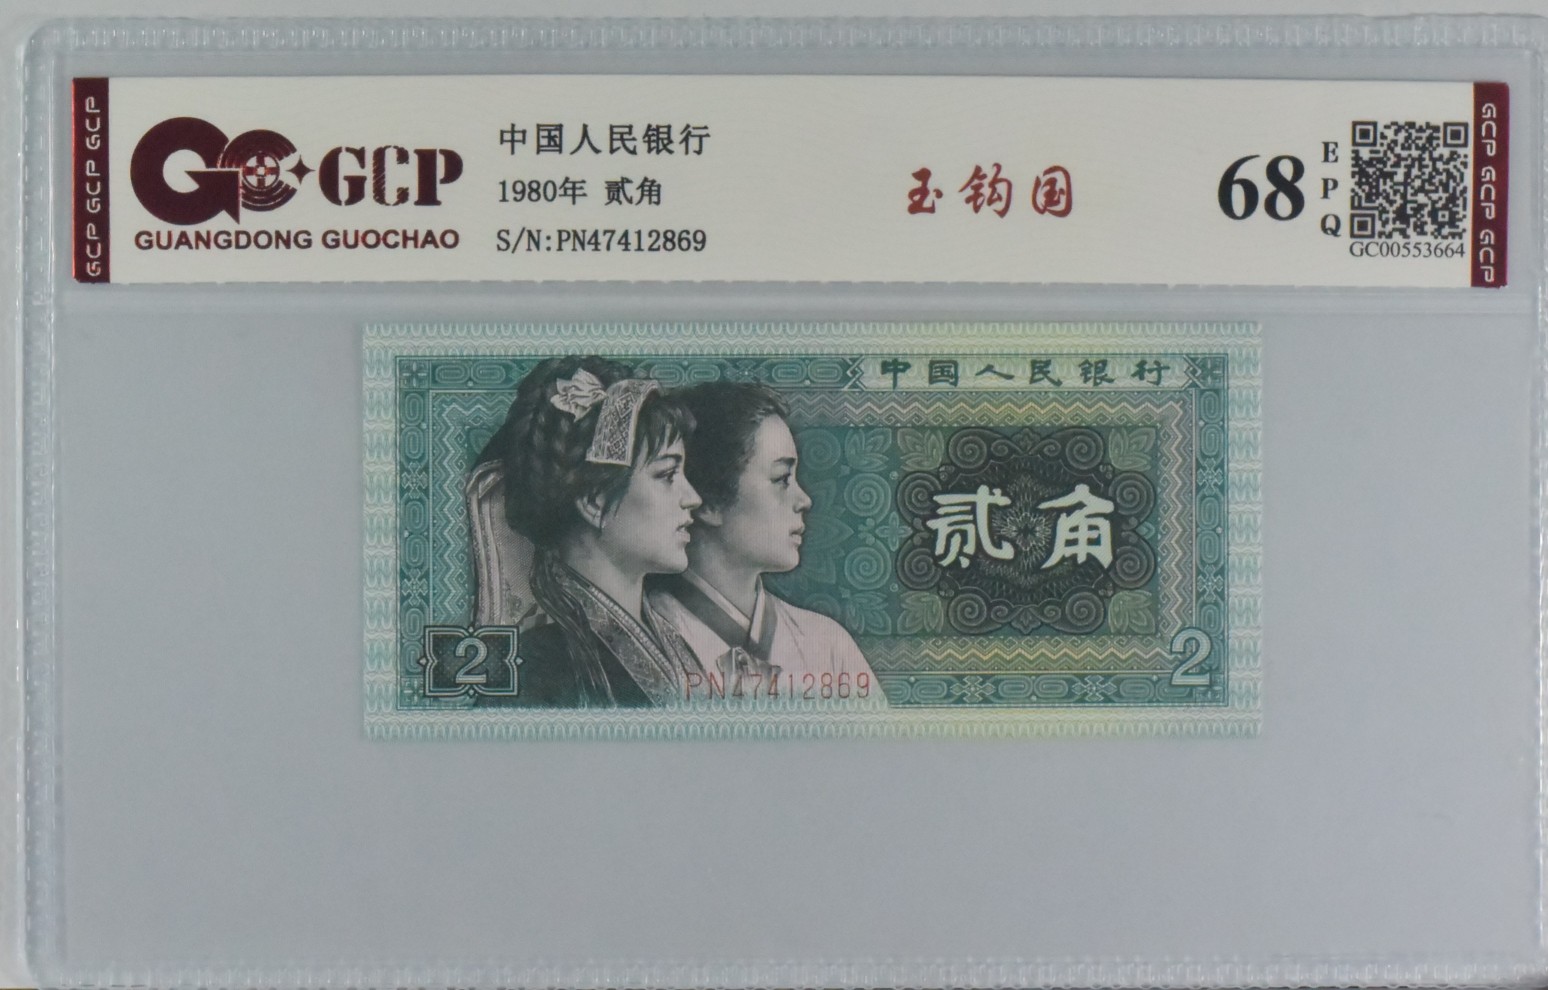 GCP GCP GCP
GCP
GUANGDONG GUOCHAO
中国人民银行
1980年 贰角
S/N:PN47412869
玉钩国
68
EPQ
GC00553664
GCP GCP GCP
中国人民银行
贰角
2
2
PN47412869